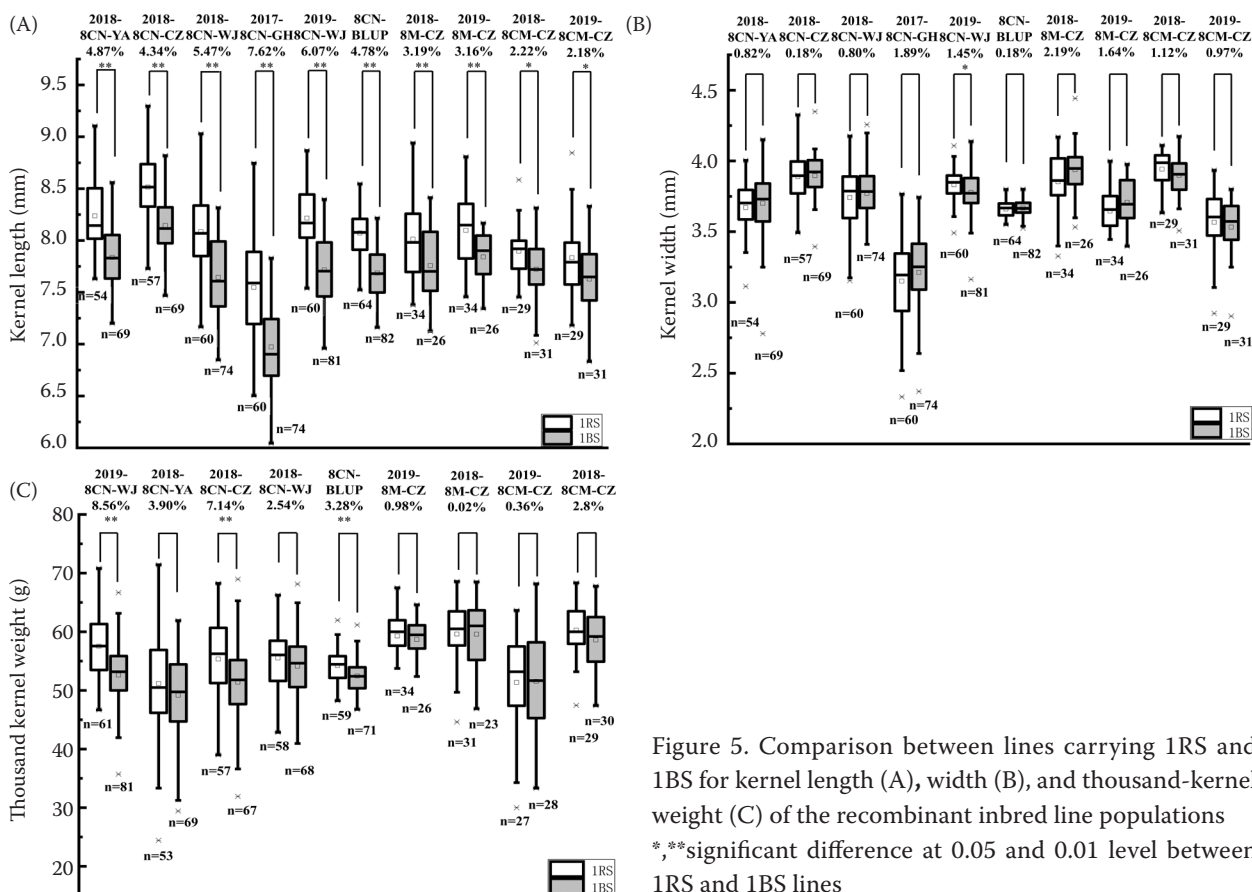 (A)
2018- 2018- 2018- 2017- 2019- 8CN- 2018- 2019- 2018- 2019-
8CN-YA 8CN-CZ 8CN-WJ 8CN-GH 8CN-WJ BLUP 8M-CZ 8M-CZ 8CM-CZ 8CM-CZ
4.87% 4.34% 5.47% 7.62% 6.07% 4.78% 3.19% 3.16% 2.22% 2.18%
** ** ** ** ** ** ** ** * *
Kernel length (mm)
9.5
9.0
8.5
8.0
7.5
7.0
6.5
6.0
n=54 n=69 n=57 n=69 n=60 n=74 n=60 n=74 n=60 n=81 n=64 n=82 n=34 n=26 n=34 n=26 n=29 n=31 n=29 n=31
1RS
1BS
(B)
2018- 2018- 2018- 2017- 2019- 8CN- 2018- 2019- 2018- 2019-
8CN-YA 8CN-CZ 8CN-WJ 8CN-GH 8CN-WJ BLUP 8M-CZ 8M-CZ 8CM-CZ 8CM-CZ
0.82% 0.18% 0.80% 1.89% 1.45% 0.18% 2.19% 1.64% 1.12% 0.97%
*
Kernel width (mm)
4.5
4.0
3.5
3.0
2.5
2.0
n=54 n=69 n=57 n=69 n=60 n=74 n=60 n=74 n=60 n=81 n=64 n=82 n=34 n=26 n=34 n=26 n=29 n=31 n=29 n=31
1RS
1BS
(C)
2019- 2018- 2018- 2018- 8CN- 2019- 2018- 2019- 2018-
8CN-WJ 8CN-YA 8CN-CZ 8CN-WJ BLUP 8M-CZ 8M-CZ 8CM-CZ 8CM-CZ
8.56% 3.90% 7.14% 2.54% 3.28% 0.98% 0.02% 0.36% 2.8%
** ** **
Thousand kernel weight (g)
80
70
60
50
40
30
20
n=61 n=81 n=53 n=69 n=57 n=67 n=58 n=68 n=59 n=71 n=34 n=26 n=31 n=23 n=27 n=28 n=29 n=30
1RS
1BS
Figure 5. Comparison between lines carrying 1RS and
1BS for kernel length (A), width (B), and thousand-kernel
weight (C) of the recombinant inbred line populations
*,**significant difference at 0.05 and 0.01 level between
1RS and 1BS lines